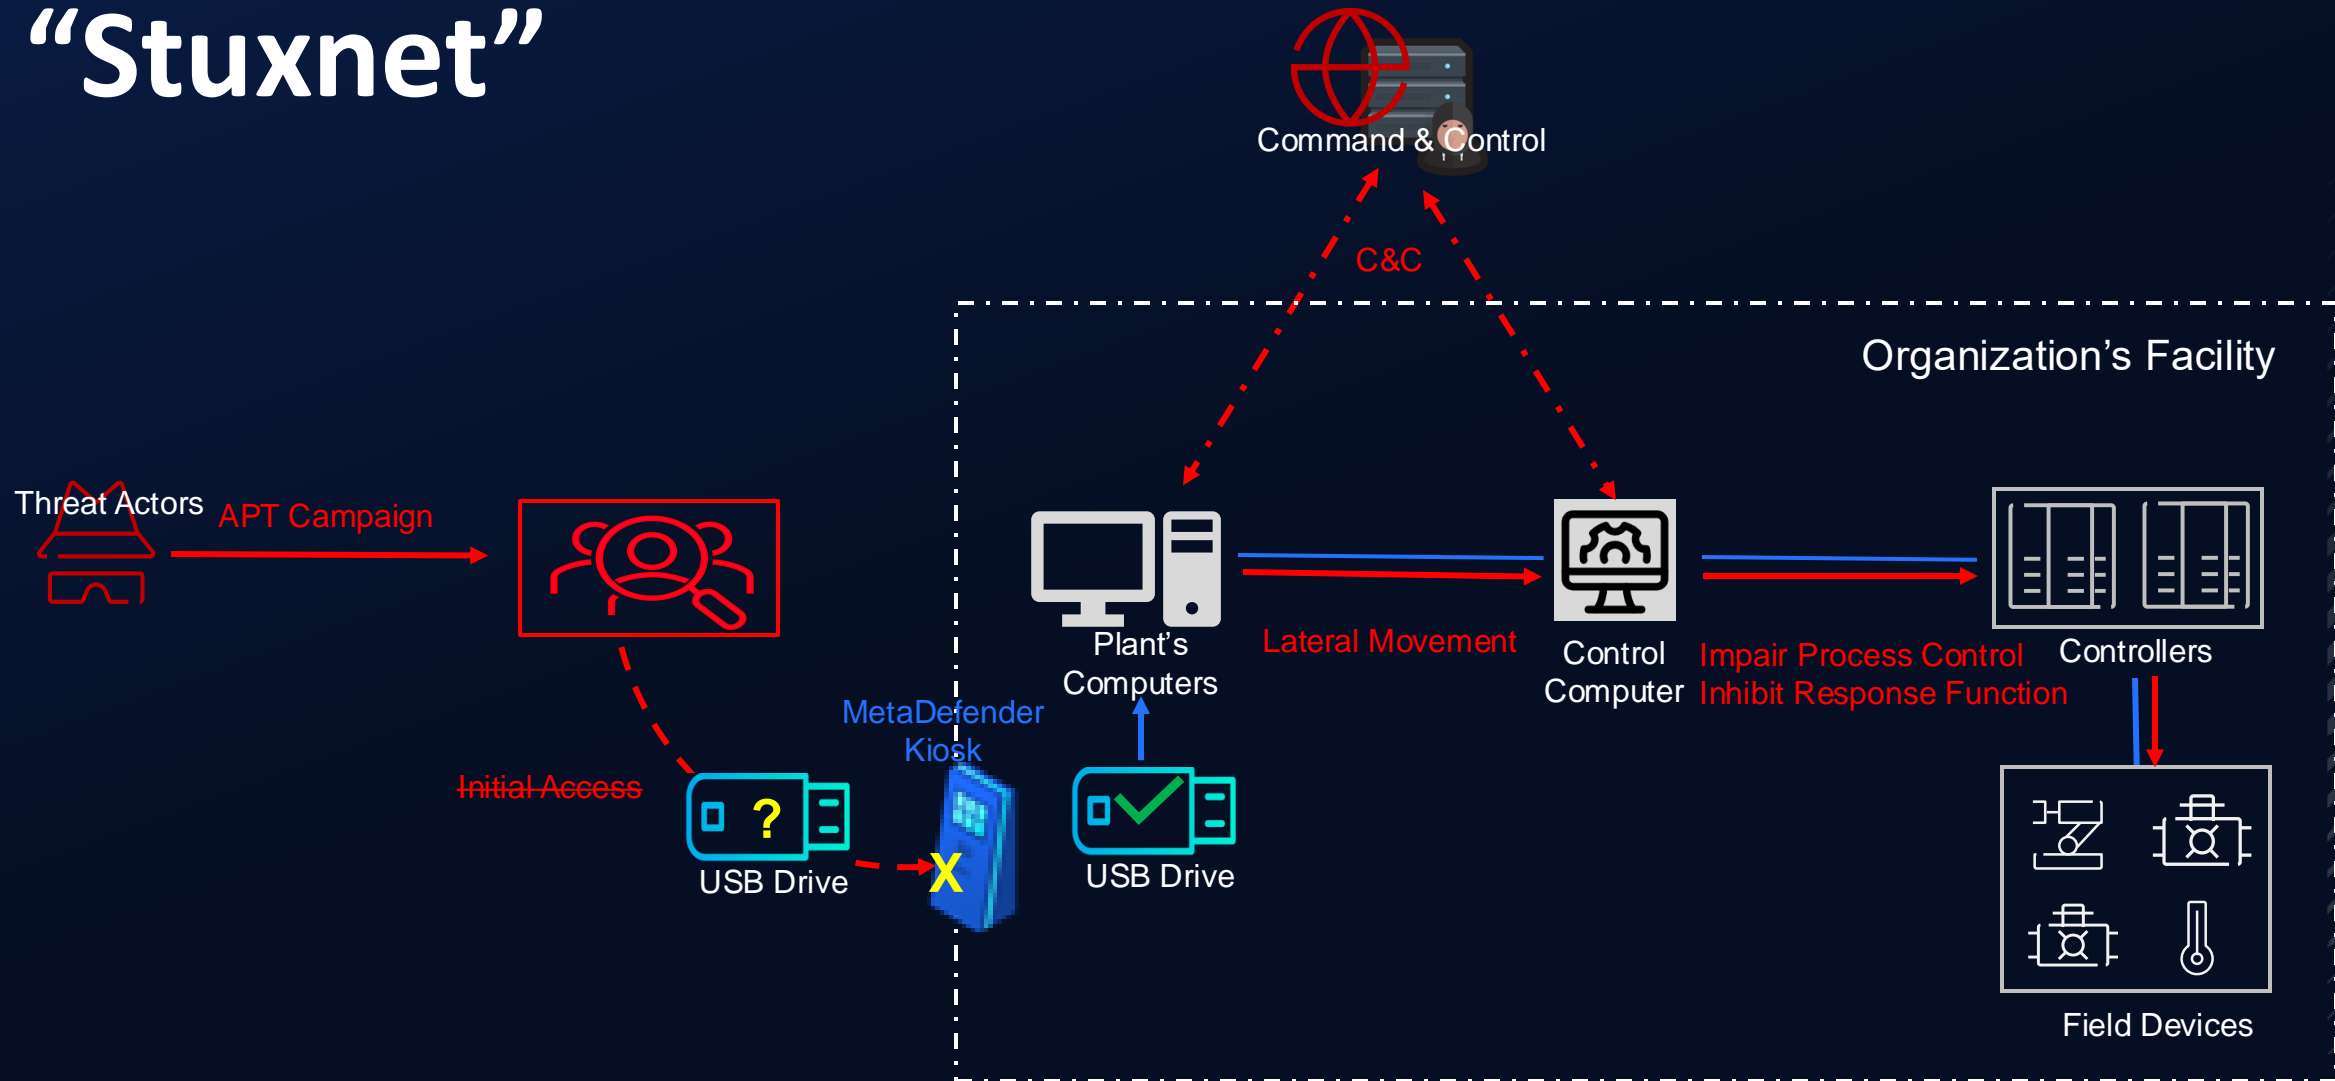 “Stuxnet”
Command & Control
C&C
Organization’s Facility
Threat Actors
APT Campaign
Plant’s
Computers
Lateral Movement
Control
Computer
Impair Process Control
Inhibit Response Function
Controllers
MetaDefender
Kiosk
Initial Access
?
USB Drive
X
USB Drive
Field Devices